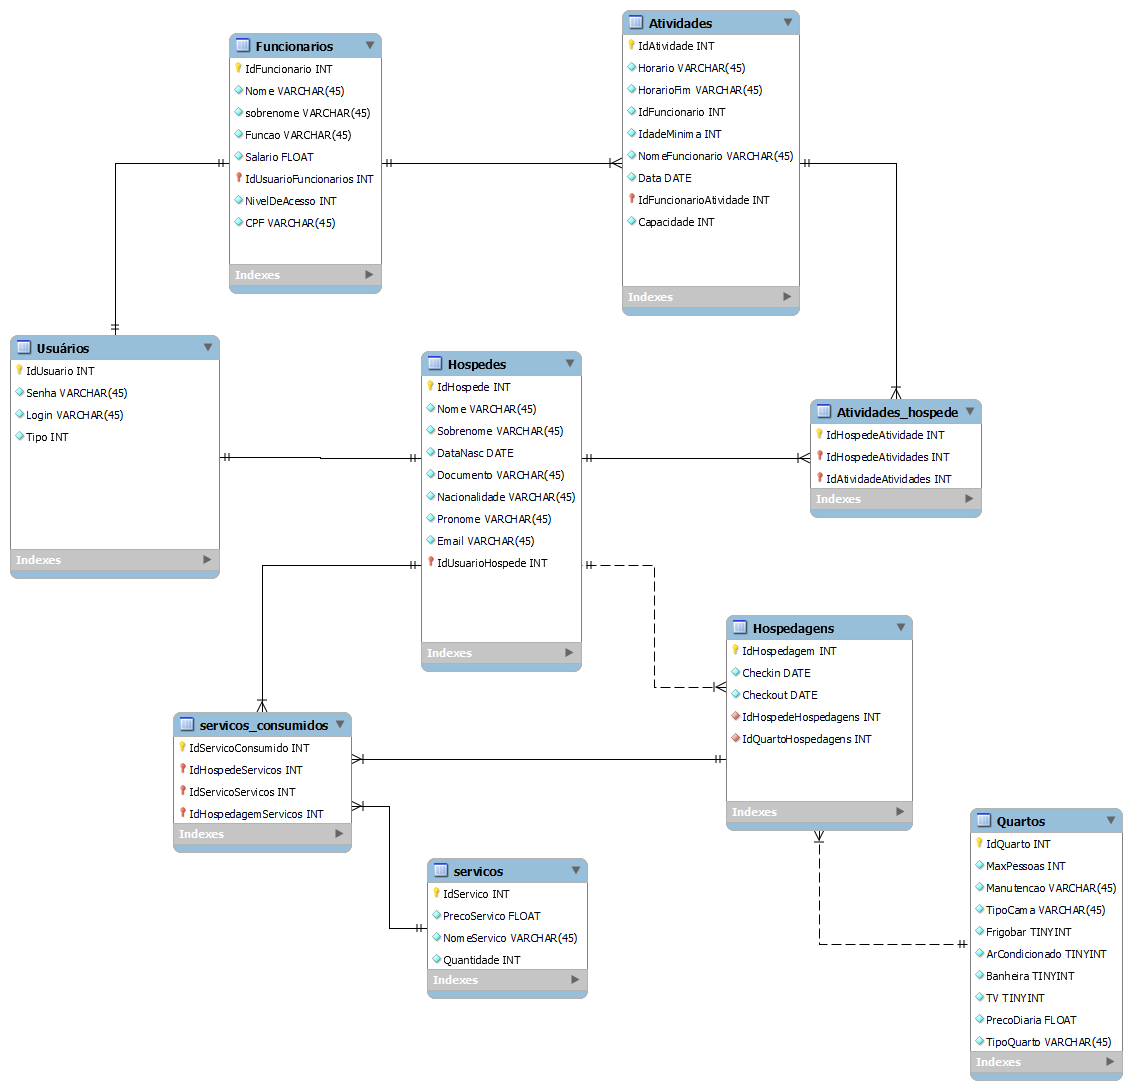 Funcionarios
IdFuncionario INT
Nome VARCHAR(45)
sobrenome VARCHAR(45)
Funcao VARCHAR(45)
Salario FLOAT
IdUsuarioFuncionarios INT
NivelDeAcesso INT
CPF VARCHAR(45)
Indexes
Atividades
IdAtividade INT
Horario VARCHAR(45)
HorarioFim VARCHAR(45)
IdFuncionario INT
IdadeMinima INT
NomeFuncionario VARCHAR(45)
Data DATE
IdFuncionarioAtividade INT
Capacidade INT
Indexes
Usuários
IdUsuario INT
Senha VARCHAR(45)
Login VARCHAR(45)
Tipo INT
Indexes
Hospedes
IdHospede INT
Nome VARCHAR(45)
Sobrenome VARCHAR(45)
DataNasc DATE
Documento VARCHAR(45)
Nacionalidade VARCHAR(45)
Pronome VARCHAR(45)
Email VARCHAR(45)
IdUsuarioHospede INT
Indexes
Atividades_hospede
IdHospedeAtividade INT
IdHospedeAtividades INT
IdAtividadeAtividades INT
Indexes
Hospedagens
IdHospedagem INT
Checkin DATE
Checkout DATE
IdHospedeHospedagens INT
IdQuartoHospedagens INT
Indexes
servicos_consumidos
IdServicoConsumido INT
IdHospedeServicos INT
IdServicoServicos INT
IdHospedagemServicos INT
Indexes
servicos
IdServico INT
PrecoServico FLOAT
NomeServico VARCHAR(45)
Quantidade INT
Indexes
Quartos
IdQuarto INT
MaxPessoas INT
Manutencao VARCHAR(45)
TipoCama VARCHAR(45)
Frigobar TINYINT
ArCondicionado TINYINT
Banheira TINYINT
TV TINYINT
PrecoDiaria FLOAT
TipoQuarto VARCHAR(45)
Indexes